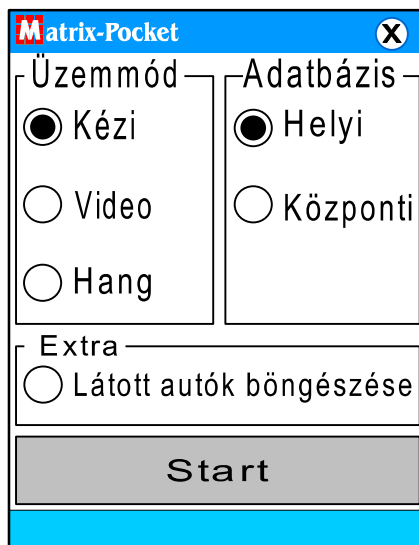 Matrix-Pocket X
Üzemmód
Kézi
Video
Hang
Adatbázis
Helyi
Központi
Extra
Látott autók böngészése
Start